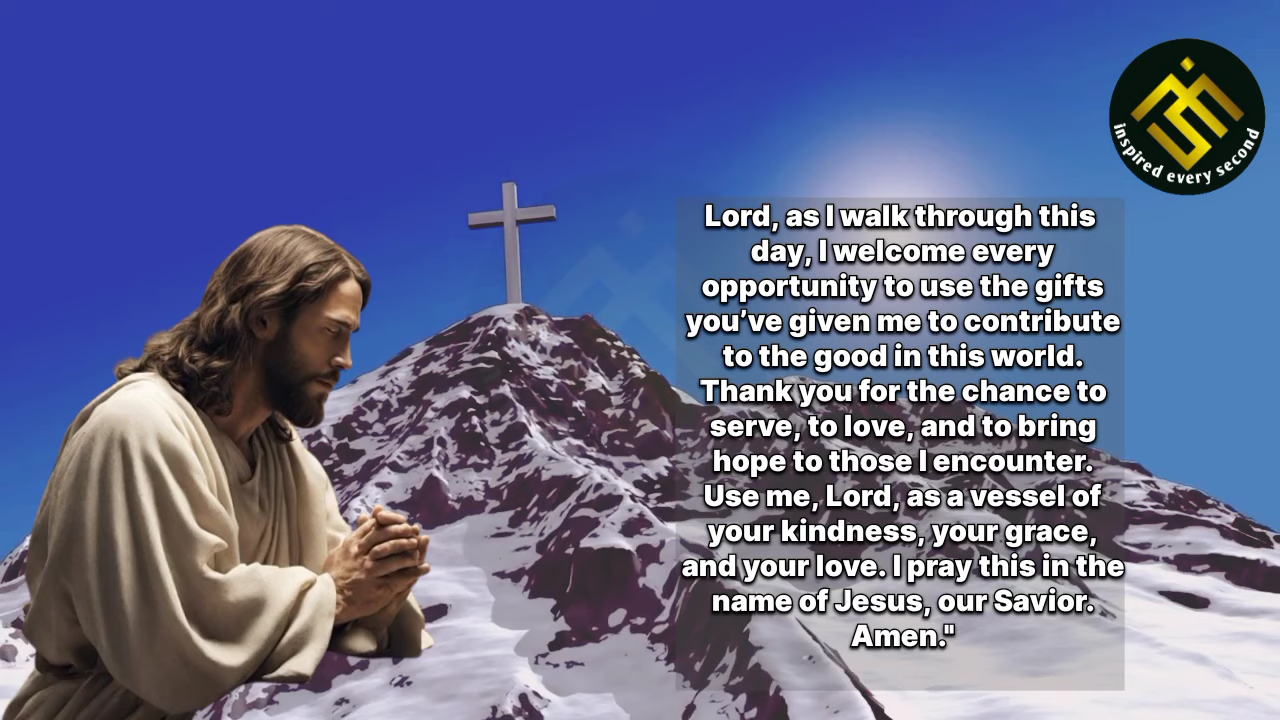 inspired every second
Lord, as I walk through this
day, I welcome every
opportunity to use the gifts
you’ve given me to contribute
to the good in this world.
Thank you for the chance to
serve, to love, and to bring
hope to those I encounter.
Use me, Lord, as a vessel of
your kindness, your grace,
and your love. I pray this in the
name of Jesus, our Savior.
Amen."